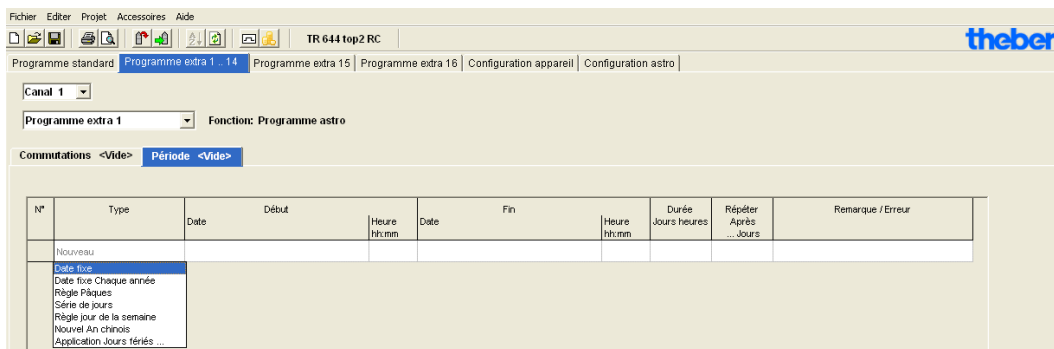 Fichier Editer Projet Accessoires Aide
TR 644 top2 RC
theben
Programme standard Programme extra 1 .. 14 Programme extra 15 Programme extra 16 Configuration appareil Configuration astro
Canal 1
Programme extra 1 Fonction: Programme astro
Commutations <Vide> Période <Vide>
N° Type Début Fin Durée Répéter Remarque / Erreur
Date Heure Date Heure Jours heures Après
hh:mm hh:mm ... Jours
Nouveau
Date fixe
Date fixe Chaque année
Règle Pâques
Série de jours
Règle jour de la semaine
Nouvel An chinois
Application Jours fériés ...